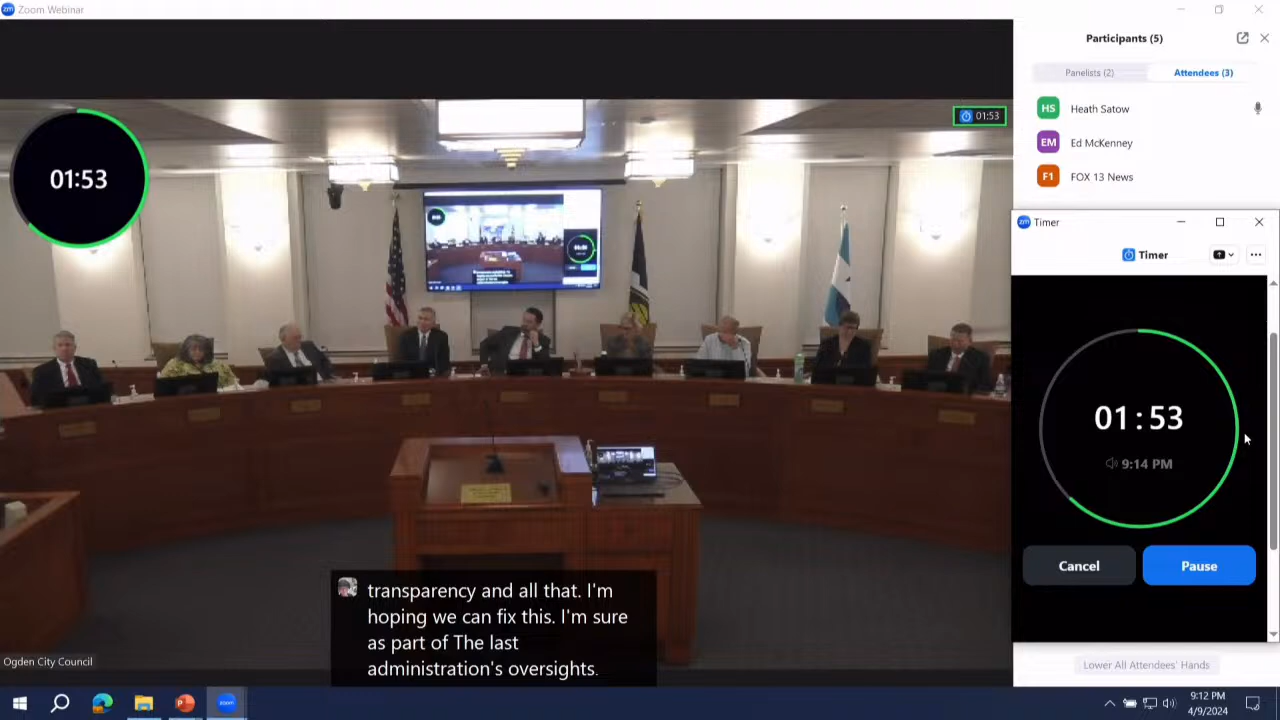 zm Zoom Webinar
01:53
01:53
Ogden City Council
transparency and all that. I'm
hoping we can fix this. I'm sure
as part of The last
administration's oversights.
Participants (5)
Panelists (2)
Attendees (3)
HS Heath Satow
EM Ed McKenney
F1 FOX 13 News
zm Timer
Timer
01:53
9:14 PM
Cancel
Pause
Lower All Attendees' Hands
zoom
9:12 PM
4/9/2024